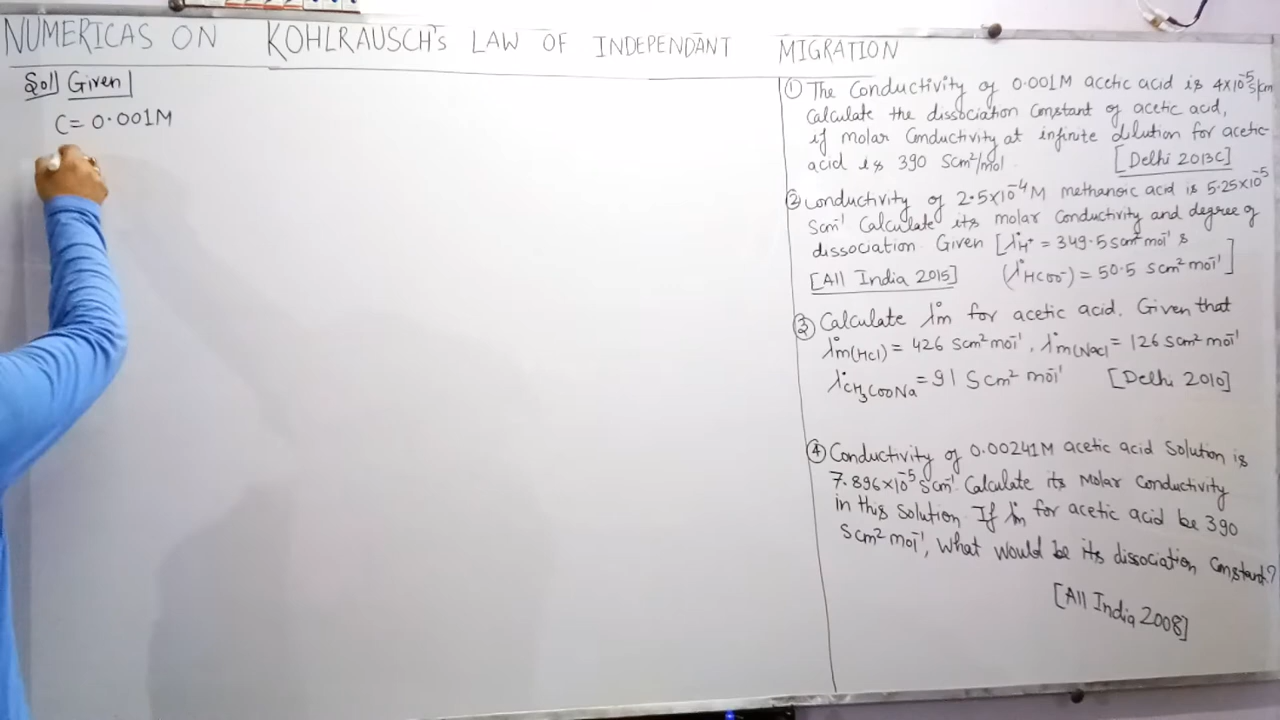 NUMERICAS ON KOHLRAUSCH's LAW OF INDEPENDANT MIGRATION
Sol Given
C = 0.001M
① The Conductivity of 0.001M acetic acid is 4×10⁻⁵ S/cm
Calculate the dissociation Constant of acetic acid,
if molar Conductivity at infinite dilution for acetic-
acid is 390 Scm²/mol [Delhi 2013C]
② Conductivity of 2.5×10⁻⁴M methanoic acid is 5.25×10⁻⁵
Scm⁻¹ Calculate its molar Conductivity and degree of
dissociation Given [λ°H⁺ = 349.5 Scm² mol⁻¹ &
[All India 2015] (λ°HCOO⁻) = 50.5 Scm² mol⁻¹]
③ Calculate λ°m for acetic acid. Given that
λ°m(HCl) = 426 Scm² mol⁻¹, λ°m(NaCl) = 126 Scm² mol⁻¹
λ°CH₃COONa = 91 Scm² mol⁻¹ [Delhi 2010]
④ Conductivity of 0.00241M acetic acid Solution is
7.896×10⁻⁵ Scm⁻¹ Calculate its Molar Conductivity
in this Solution. If λ°m for acetic acid be 390
Scm² mol⁻¹, What would be its dissociation Constant?
[All India 2008]